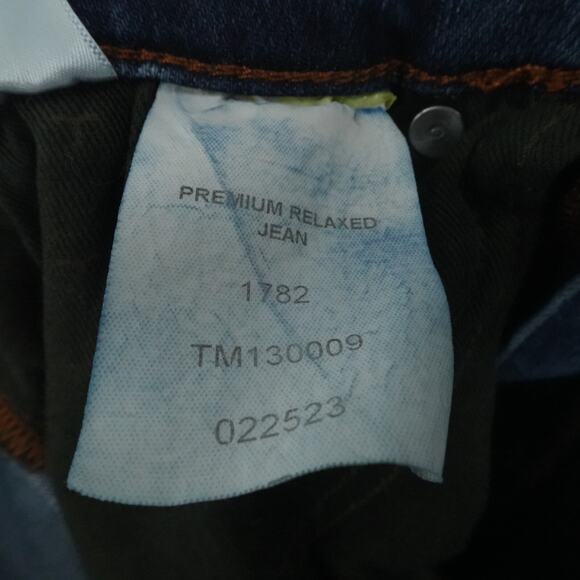 PREMIUM RELAXED
JEAN
1782
TM130009
022523